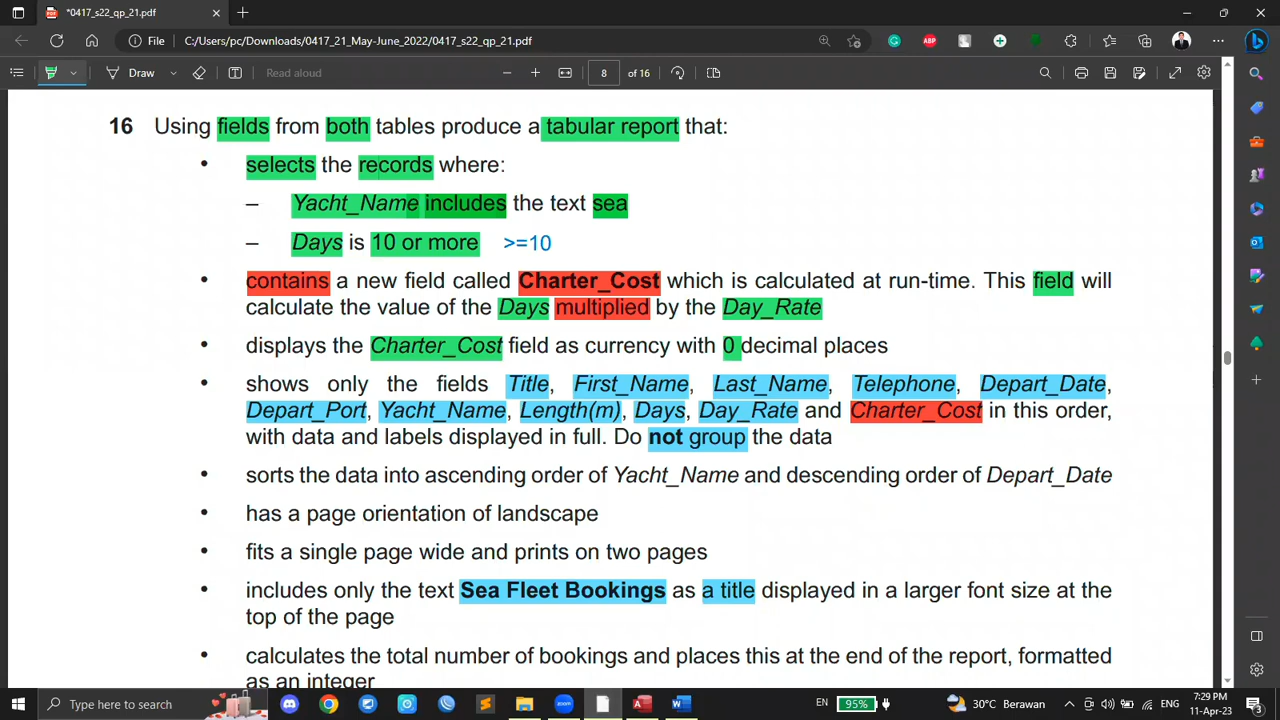 *0417_s22_qp_21.pdf
File C:/Users/pc/Downloads/0417_21_May-June_2022/0417_s22_qp_21.pdf
ABP
Draw Read aloud 8 of 16
16 Using fields from both tables produce a tabular report that:
• selects the records where:
– Yacht_Name includes the text sea
– Days is 10 or more >=10
• contains a new field called Charter_Cost which is calculated at run-time. This field will
calculate the value of the Days multiplied by the Day_Rate
• displays the Charter_Cost field as currency with 0 decimal places
• shows only the fields Title, First_Name, Last_Name, Telephone, Depart_Date,
Depart_Port, Yacht_Name, Length(m), Days, Day_Rate and Charter_Cost in this order,
with data and labels displayed in full. Do not group the data
• sorts the data into ascending order of Yacht_Name and descending order of Depart_Date
• has a page orientation of landscape
• fits a single page wide and prints on two pages
• includes only the text Sea Fleet Bookings as a title displayed in a larger font size at the
top of the page
• calculates the total number of bookings and places this at the end of the report, formatted
as an integer
Type here to search
zoom
EN 95% 30°C Berawan ENG
7:29 PM
11-Apr-23
3